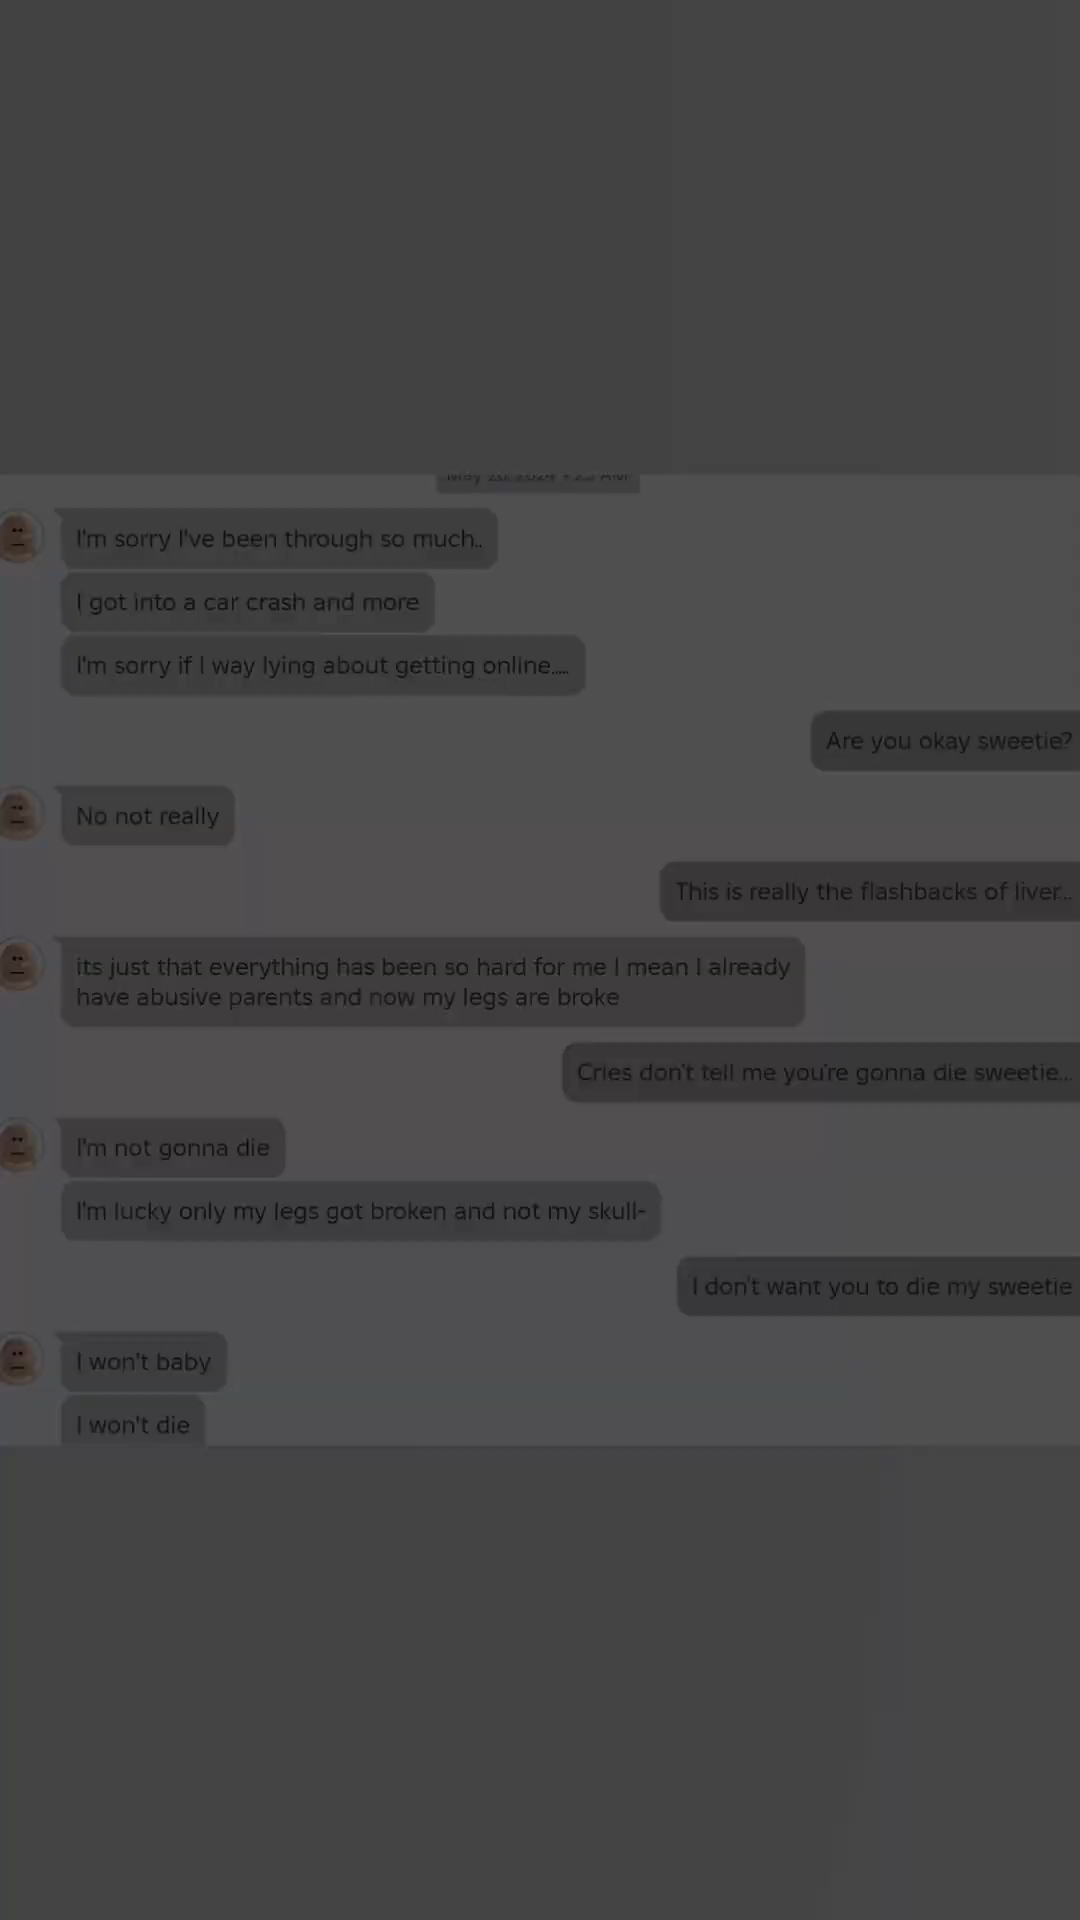 I'm sorry I've been through so much..
I got into a car crash and more
I'm sorry if I way lying about getting online....
Are you okay sweetie?
No not really
This is really the flashbacks of liver...
its just that everything has been so hard for me I mean I already
have abusive parents and now my legs are broke
Cries don't tell me you're gonna die sweetie...
I'm not gonna die
I'm lucky only my legs got broken and not my skull-
I don't want you to die my sweetie
I won't baby
I won't die